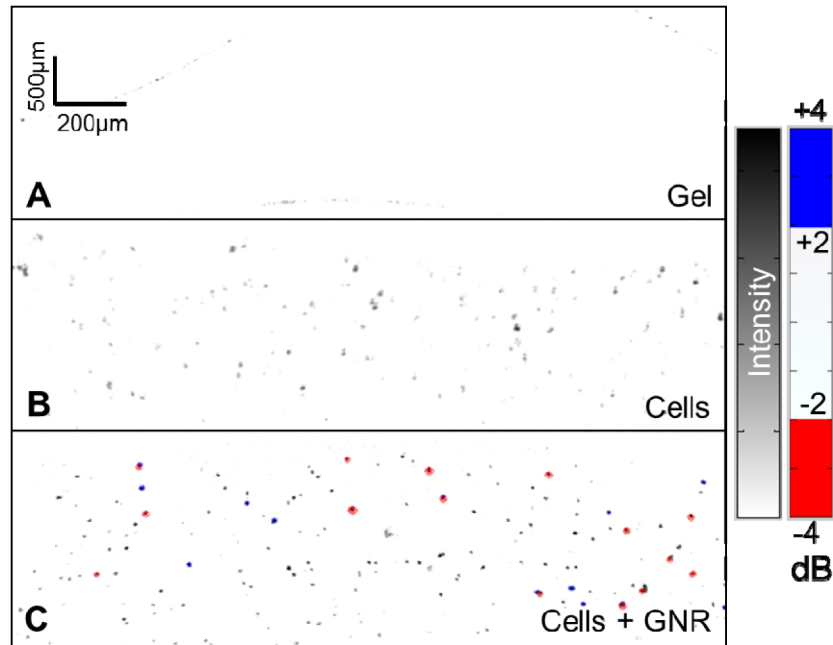 500µm
200µm
A
Gel
B
Cells
C
Cells + GNR
Intensity
+4
+2
-2
-4
dB